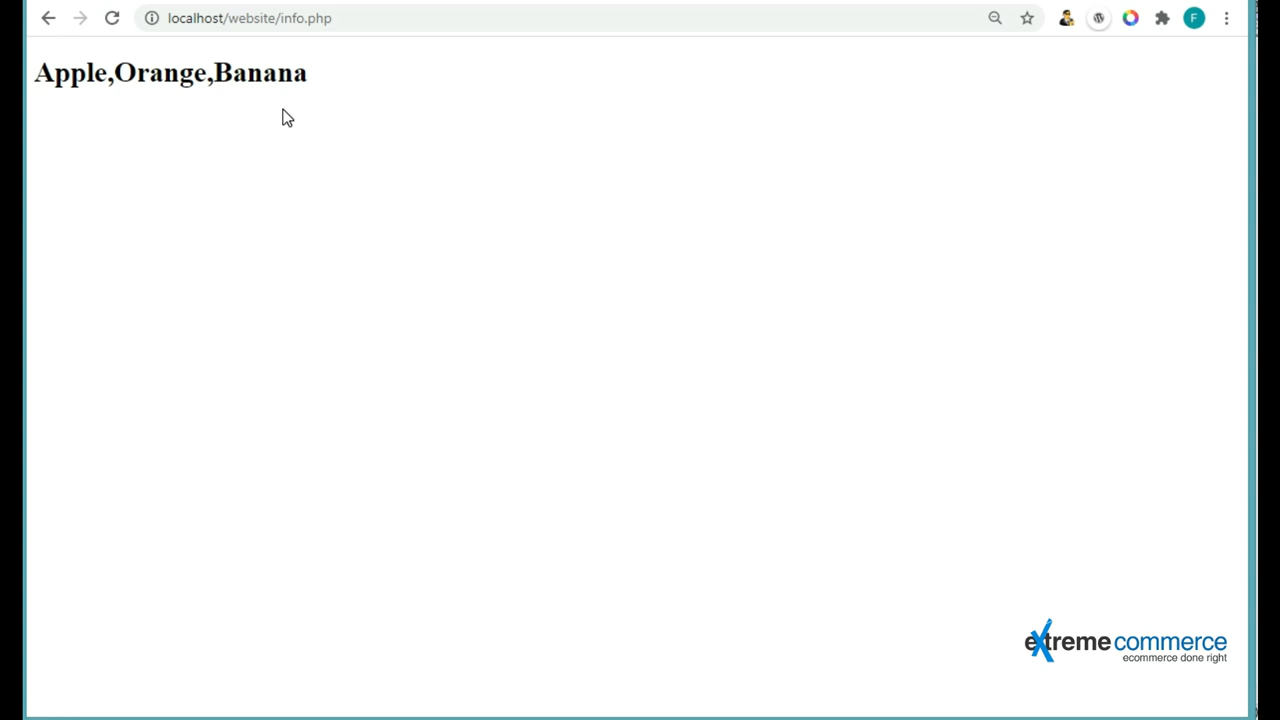 localhost/website/info.php
F
Apple,Orange,Banana
extreme commerce
ecommerce done right